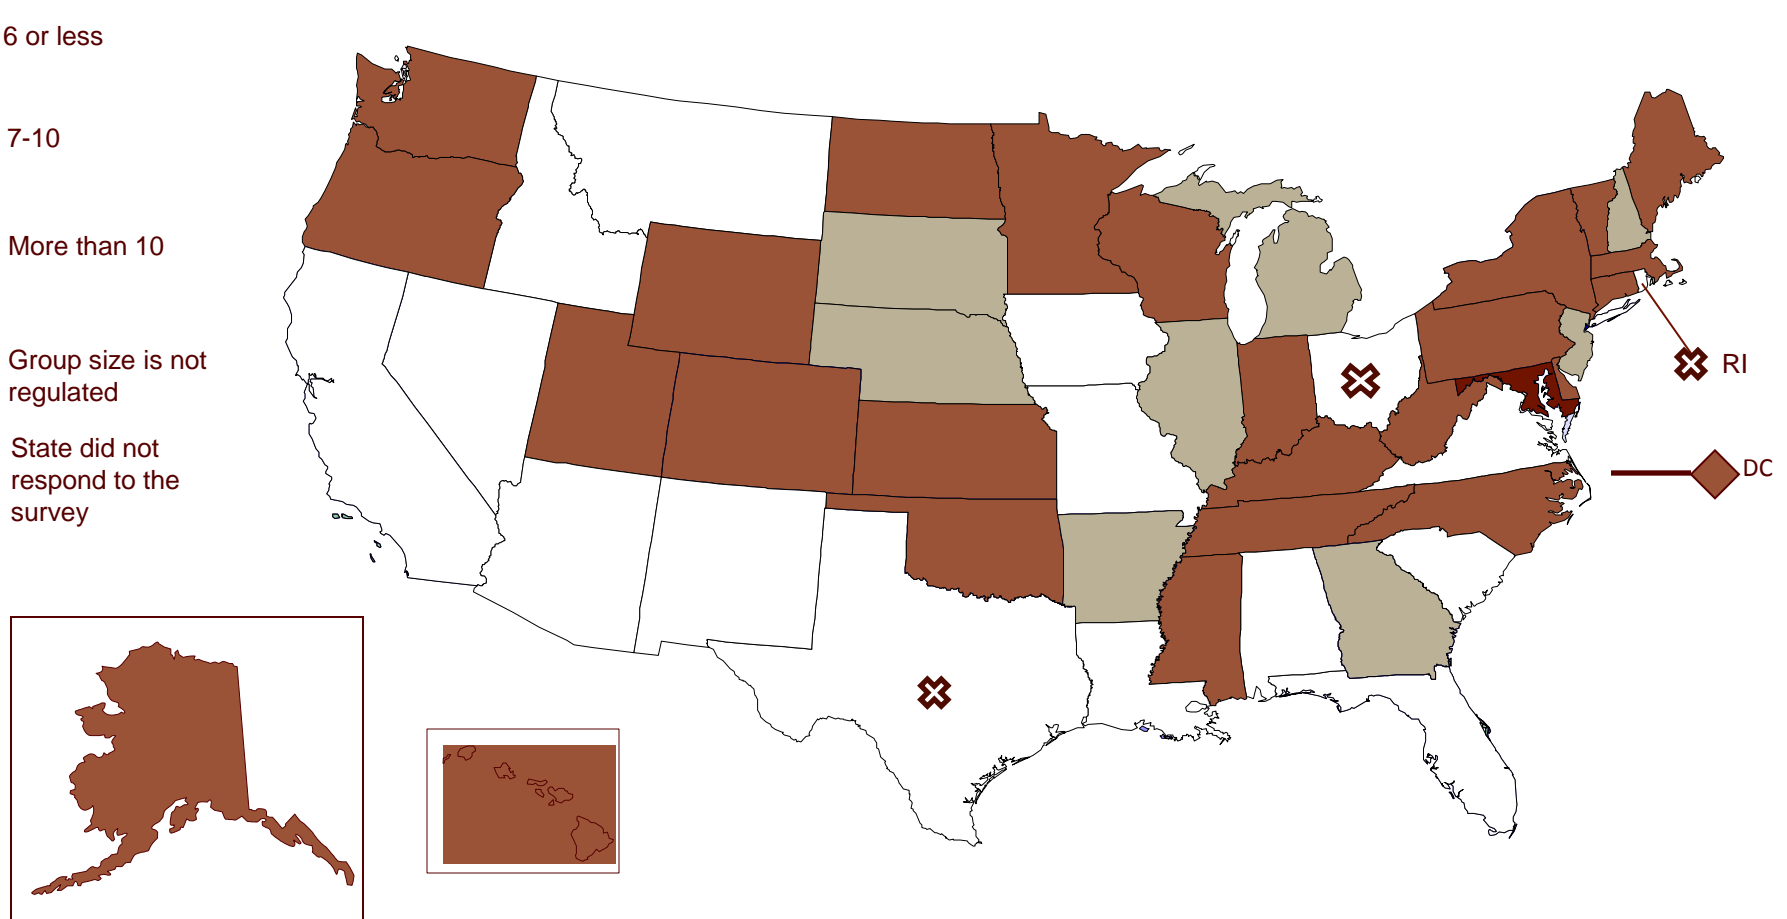 6 or less
7-10
More than 10
Group size is not
regulated
State did not
respond to the
survey
RI
DC